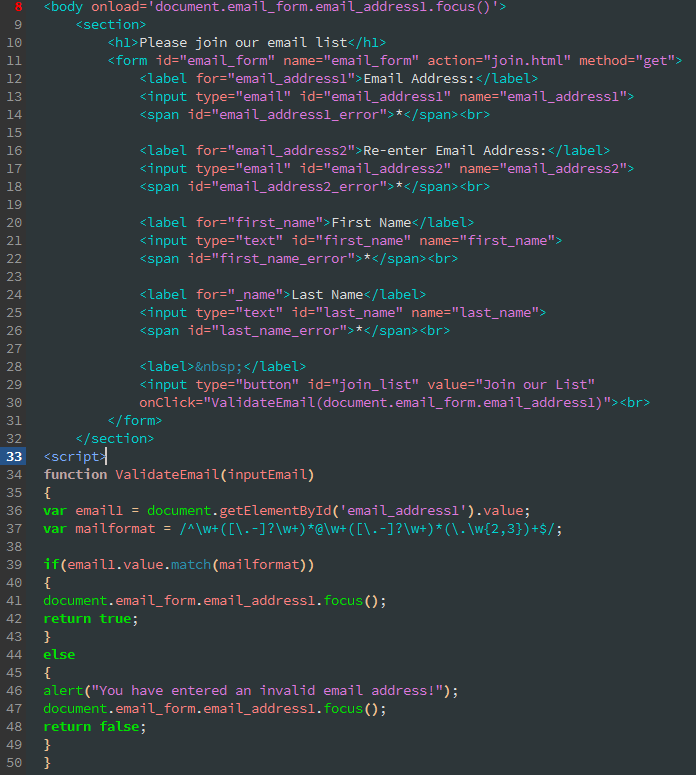 8 <body onload='document.email_form.email_address1.focus()'>
9 <section>
10 <h1>Please join our email list</h1>
11 <form id="email_form" name="email_form" action="join.html" method="get">
12 <label for="email_address1">Email Address:</label>
13 <input type="email" id="email_address1" name="email_address1">
14 <span id="email_address1_error">*</span><br>
15
16 <label for="email_address2">Re-enter Email Address:</label>
17 <input type="email" id="email_address2" name="email_address2">
18 <span id="email_address2_error">*</span><br>
19
20 <label for="first_name">First Name</label>
21 <input type="text" id="first_name" name="first_name">
22 <span id="first_name_error">*</span><br>
23
24 <label for="_name">Last Name</label>
25 <input type="text" id="last_name" name="last_name">
26 <span id="last_name_error">*</span><br>
27
28 <label>&nbsp;</label>
29 <input type="button" id="join_list" value="Join our List"
30 onClick="ValidateEmail(document.email_form.email_address1)"><br>
31 </form>
32 </section>
33 <script>
34 function ValidateEmail(inputEmail)
35 {
36 var email1 = document.getElementById('email_address1').value;
37 var mailformat = /^\w+([\.-]?\w+)*@\w+([\.-]?\w+)*(\.\w{2,3})+$/;
38
39 if(email1.value.match(mailformat))
40 {
41 document.email_form.email_address1.focus();
42 return true;
43 }
44 else
45 {
46 alert("You have entered an invalid email address!");
47 document.email_form.email_address1.focus();
48 return false;
49 }
50 }